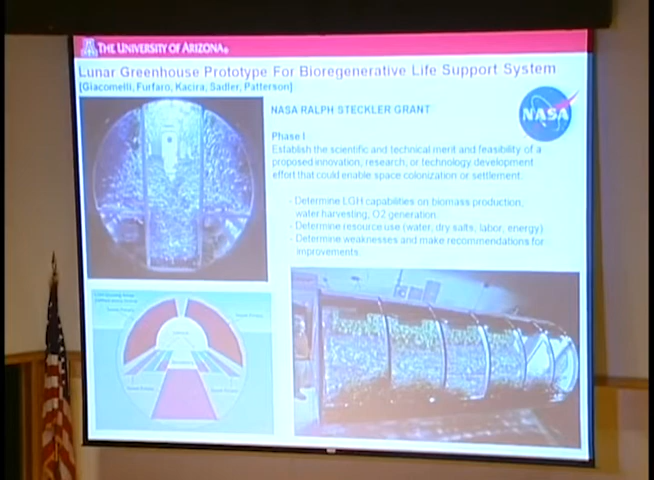 THE UNIVERSITY OF ARIZONA®
Lunar Greenhouse Prototype For Bioregenerative Life Support System
[Giacomelli, Furfaro, Kacira, Sadler, Patterson]
NASA RALPH STECKLER GRANT
NASA
Phase I
Establish the scientific and technical merit and feasibility of a
proposed innovation, research, or technology development
effort that could enable space colonization or settlement.
- Determine LGH capabilities on biomass production,
water harvesting, O2 generation
- Determine resource use (water, dry salts, labor, energy)
- Determine weaknesses and make recommendations for
improvements